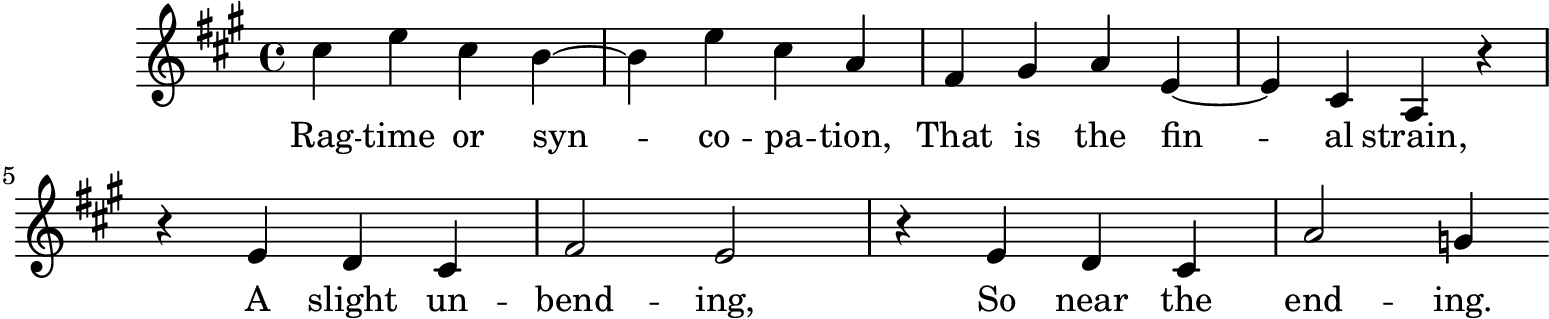 Rag-time or syn - co - pa - tion, That is the fin - al strain,
5
A slight un - bend - ing, So near the end - ing.